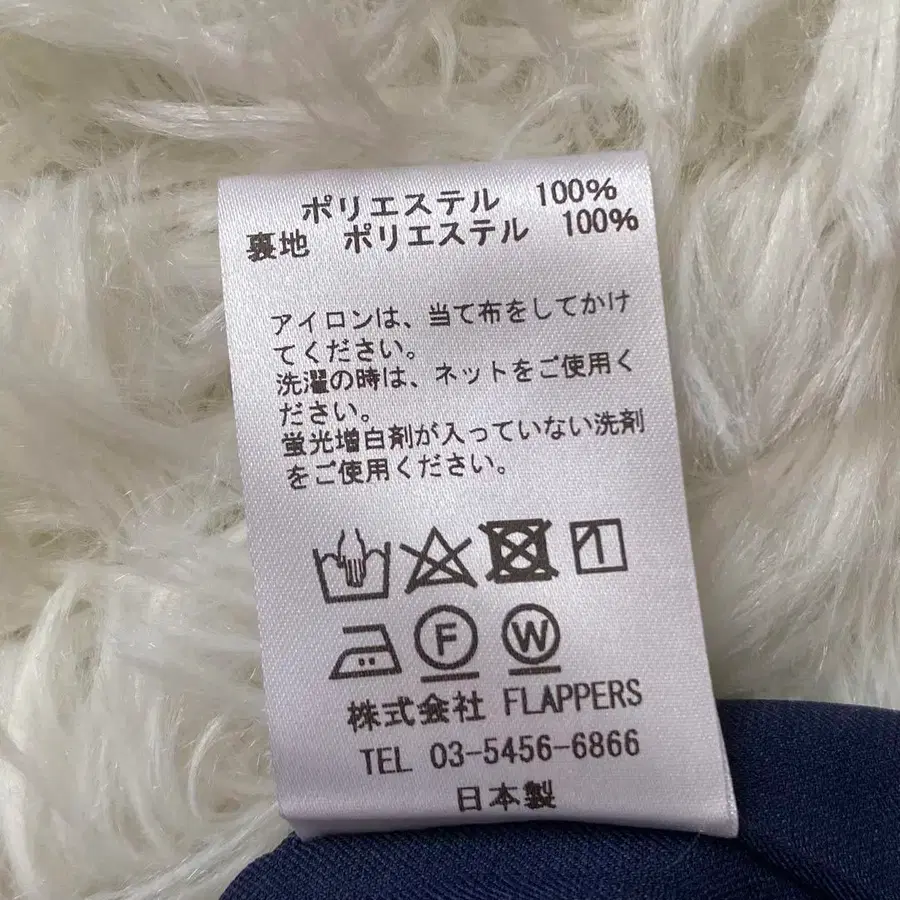 ポリエステル 100%
裏地 ポリエステル 100%
アイロンは、当て布をしてかけ
てください。
洗濯の時は、ネットをご使用く
ださい。
蛍光増白剤が入っていない洗剤
をご使用ください。
F W
株式会社 FLAPPERS
TEL 03-5456-6866
日本製